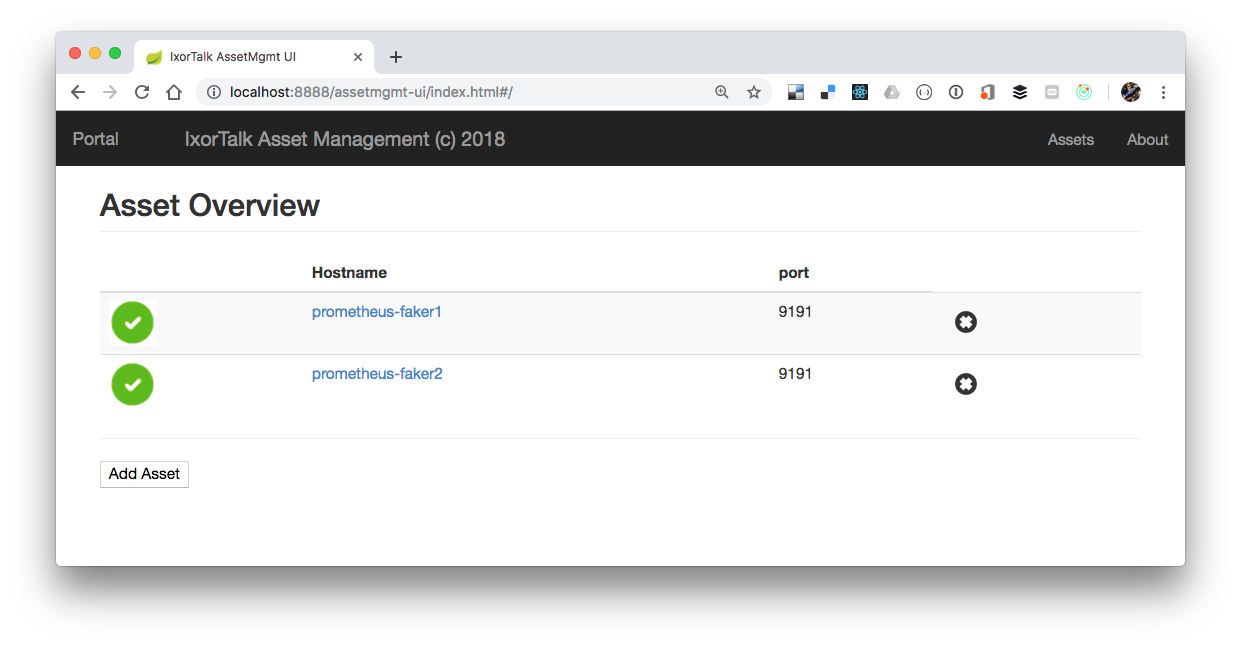 IxorTalk AssetMgmt UI
localhost:8888/assetmgmt-ui/index.html#/
Portal IxorTalk Asset Management (c) 2018 Assets About
Asset Overview
Hostname port
prometheus-faker1 9191
prometheus-faker2 9191
Add Asset